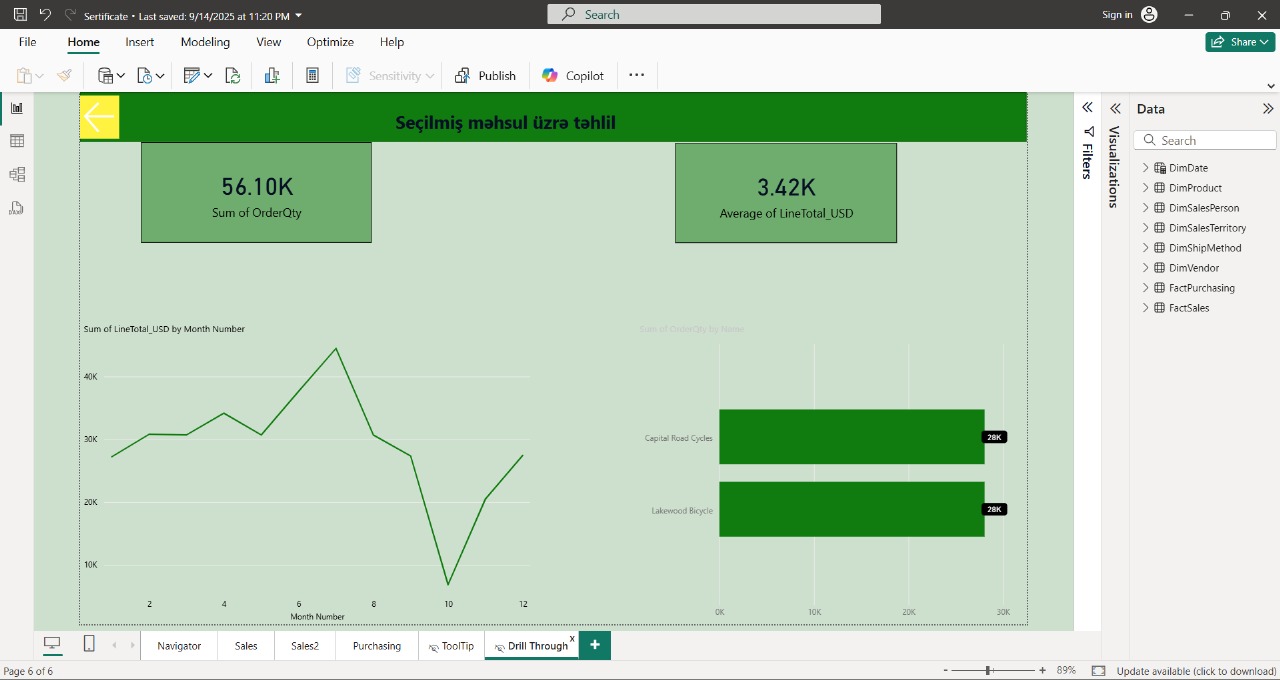 Sertificate • Last saved: 9/14/2025 at 11:20 PM
Search
Sign in
File Home Insert Modeling View Optimize Help
Share
Sensitivity
Publish
Copilot
Seçilmiş məhsul üzrə təhlil
56.10K
Sum of OrderQty
3.42K
Average of LineTotal_USD
Sum of LineTotal_USD by Month Number
40K
30K
20K
10K
2 4 6 8 10 12
Month Number
Sum of OrderQty by Name
Capital Road Cycles
28K
Lakewood Bicycle
28K
0K 10K 20K 30K
Filters
Visualizations
Data
Search
DimDate
DimProduct
DimSalesPerson
DimSalesTerritory
DimShipMethod
DimVendor
FactPurchasing
FactSales
Navigator Sales Sales2 Purchasing ToolTip Drill Through x +
Page 6 of 6
- + 89%
Update available (click to download)